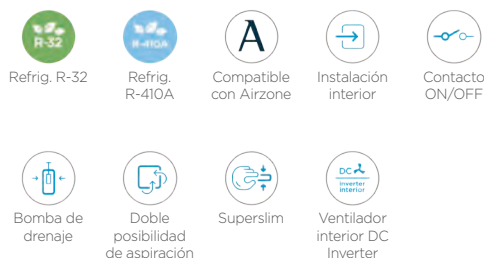 R-32
R-410A
A
Refrig. R-32
Refrig.
R-410A
Compatible
con Airzone
Instalación
interior
Contacto
ON/OFF
DC
Inverter
interior
Bomba de
drenaje
Doble
posibilidad
de aspiración
Superslim
Ventilador
interior DC
Inverter